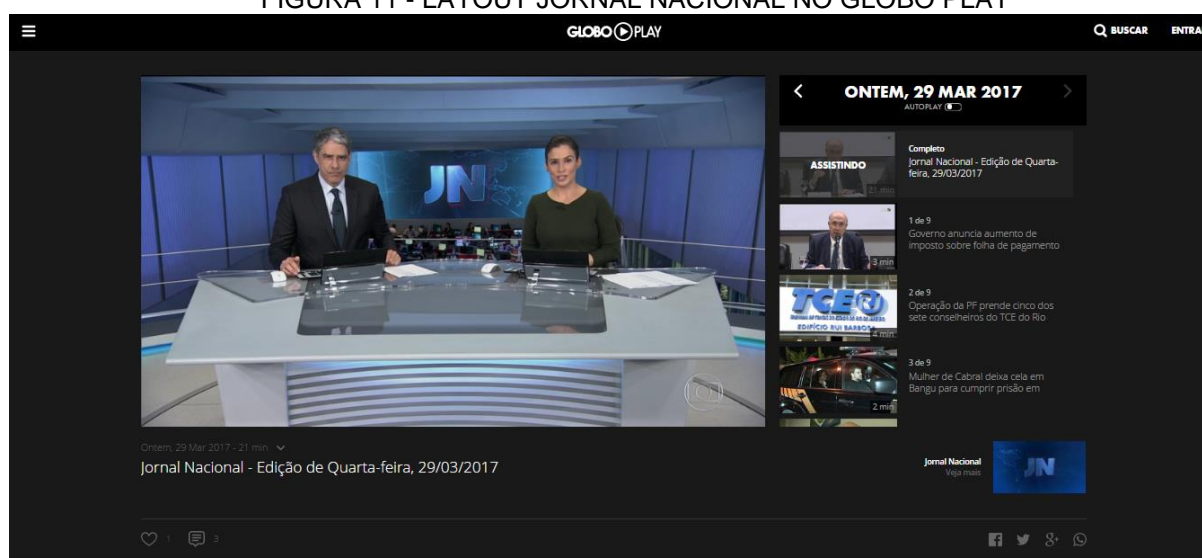 FIGURA 11 - LAYOUT JORNAL NACIONAL NO GLOBO PLAY
GLOBO PLAY
BUSCAR
ENTRA
JN
ONTEM, 29 MAR 2017
AUTOPLAY
ASSISTINDO
21 min
Completo
Jornal Nacional - Edição de Quarta-
feira, 29/03/2017
3 min
1 de 9
Governo anuncia aumento de
imposto sobre folha de pagamento
TCE
EDIFÍCIO RUI BARBOSA
4 min
2 de 9
Operação da PF prende cinco dos
sete conselheiros do TCE do Rio
2 min
3 de 9
Mulher de Cabral deixa cela em
Bangu para cumprir prisão em
Ontem, 29 Mar 2017 - 21 min
Jornal Nacional - Edição de Quarta-feira, 29/03/2017
Jornal Nacional
Veja mais
JN
1
3